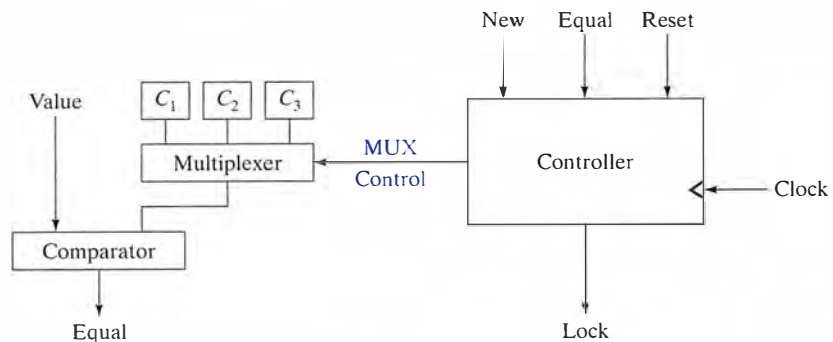 New Equal Reset
Value
C1 C2 C3
Multiplexer
MUX
Control
Controller
Clock
Comparator
Equal
Lock